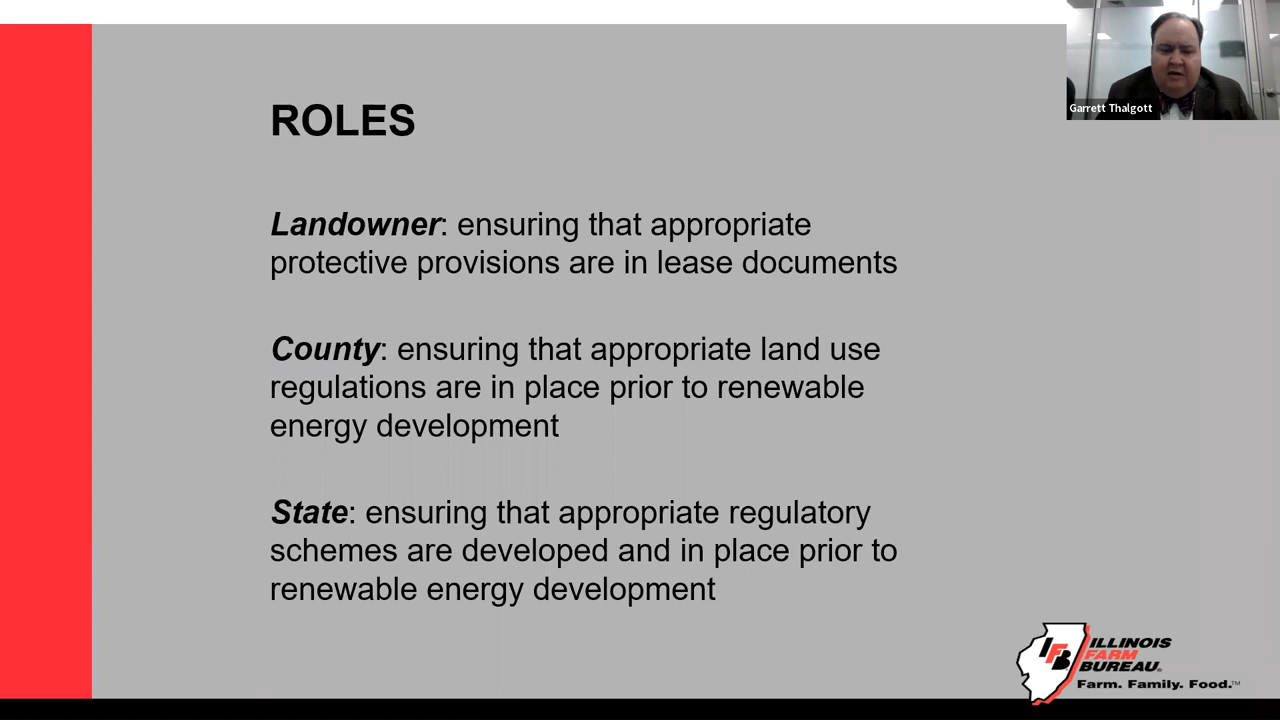 Garrett Thalgott
ROLES
Landowner: ensuring that appropriate
protective provisions are in lease documents
County: ensuring that appropriate land use
regulations are in place prior to renewable
energy development
State: ensuring that appropriate regulatory
schemes are developed and in place prior to
renewable energy development
IFB
ILLINOIS
FARM
BUREAU®
Farm. Family. Food.™